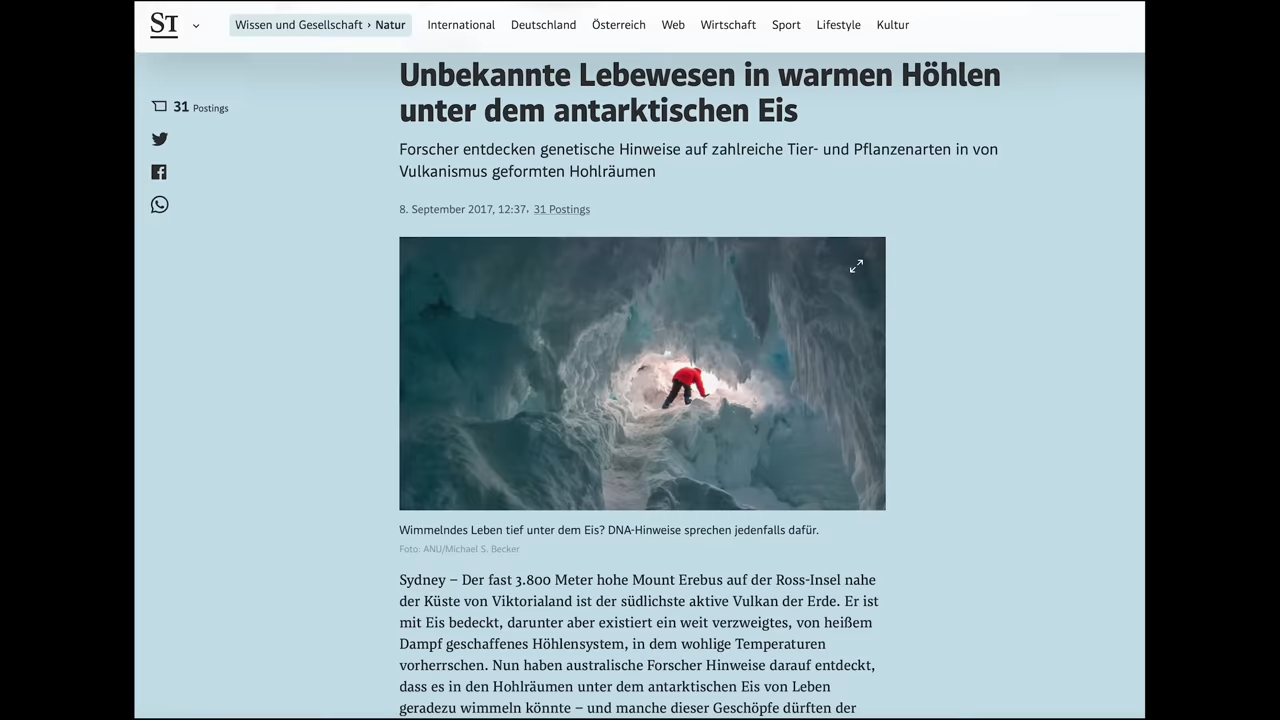 ST
Wissen und Gesellschaft › Natur International Deutschland Österreich Web Wirtschaft Sport Lifestyle Kultur
Unbekannte Lebewesen in warmen Höhlen
unter dem antarktischen Eis
31 Postings
Forscher entdecken genetische Hinweise auf zahlreiche Tier- und Pflanzenarten in von
Vulkanismus geformten Hohlräumen
8. September 2017, 12:37, 31 Postings
Wimmelndes Leben tief unter dem Eis? DNA-Hinweise sprechen jedenfalls dafür.
Foto: ANU/Michael S. Becker
Sydney – Der fast 3.800 Meter hohe Mount Erebus auf der Ross-Insel nahe
der Küste von Viktorialand ist der südlichste aktive Vulkan der Erde. Er ist
mit Eis bedeckt, darunter aber existiert ein weit verzweigtes, von heißem
Dampf geschaffenes Höhlensystem, in dem wohlige Temperaturen
vorherrschen. Nun haben australische Forscher Hinweise darauf entdeckt,
dass es in den Hohlräumen unter dem antarktischen Eis von Leben
geradezu wimmeln könnte – und manche dieser Geschöpfe dürften der